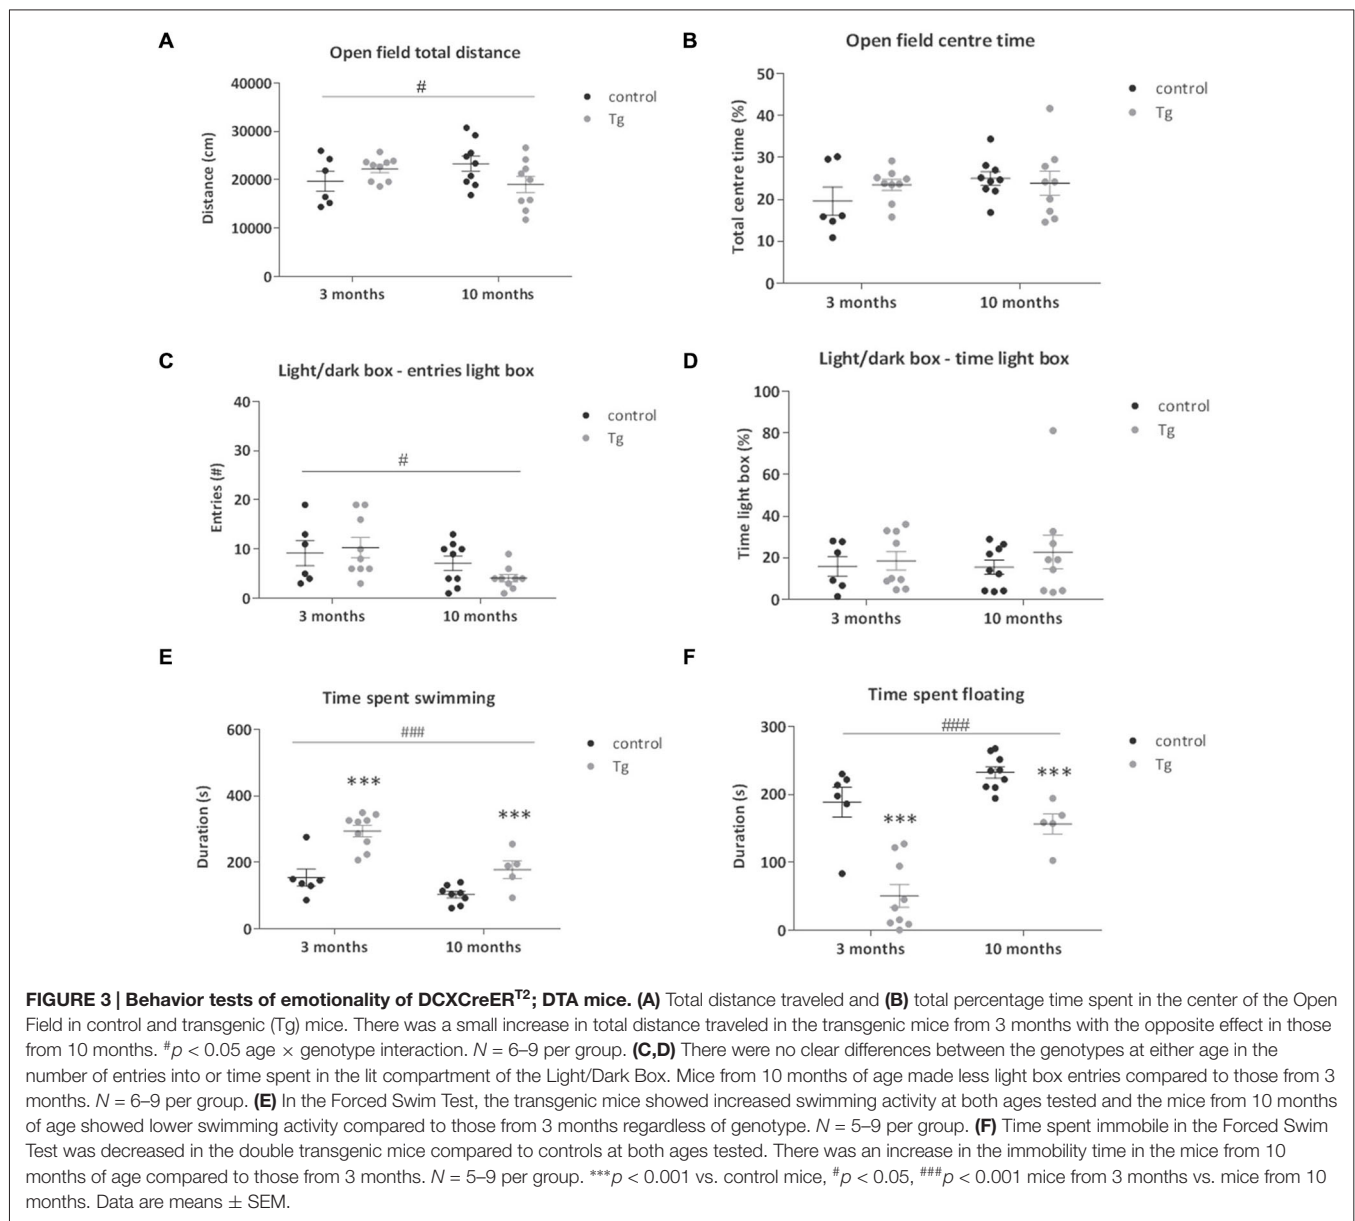 A
Open field total distance
40000
30000
20000
10000
0
Distance (cm)
#
3 months
10 months
control
Tg
B
Open field centre time
50
40
30
20
10
0
Total centre time (%)
3 months
10 months
control
Tg
C
Light/dark box - entries light box
40
30
20
10
0
Entries (#)
#
3 months
10 months
control
Tg
D
Light/dark box - time light box
100
80
60
40
20
0
Time light box (%)
3 months
10 months
control
Tg
E
Time spent swimming
600
400
200
0
Duration (s)
###
***
***
3 months
10 months
control
Tg
F
Time spent floating
300
200
100
0
Duration (s)
###
***
***
3 months
10 months
control
Tg
FIGURE 3 | Behavior tests of emotionality of DCXCreERᵀ²; DTA mice. (A) Total distance traveled and (B) total percentage time spent in the center of the Open
Field in control and transgenic (Tg) mice. There was a small increase in total distance traveled in the transgenic mice from 3 months with the opposite effect in those
from 10 months. #p < 0.05 age × genotype interaction. N = 6–9 per group. (C,D) There were no clear differences between the genotypes at either age in the
number of entries into or time spent in the lit compartment of the Light/Dark Box. Mice from 10 months of age made less light box entries compared to those from 3
months. N = 6–9 per group. (E) In the Forced Swim Test, the transgenic mice showed increased swimming activity at both ages tested and the mice from 10 months
of age showed lower swimming activity compared to those from 3 months regardless of genotype. N = 5–9 per group. (F) Time spent immobile in the Forced Swim
Test was decreased in the double transgenic mice compared to controls at both ages tested. There was an increase in the immobility time in the mice from 10
months of age compared to those from 3 months. N = 5–9 per group. ***p < 0.001 vs. control mice, #p < 0.05, ###p < 0.001 mice from 3 months vs. mice from 10
months. Data are means ± SEM.